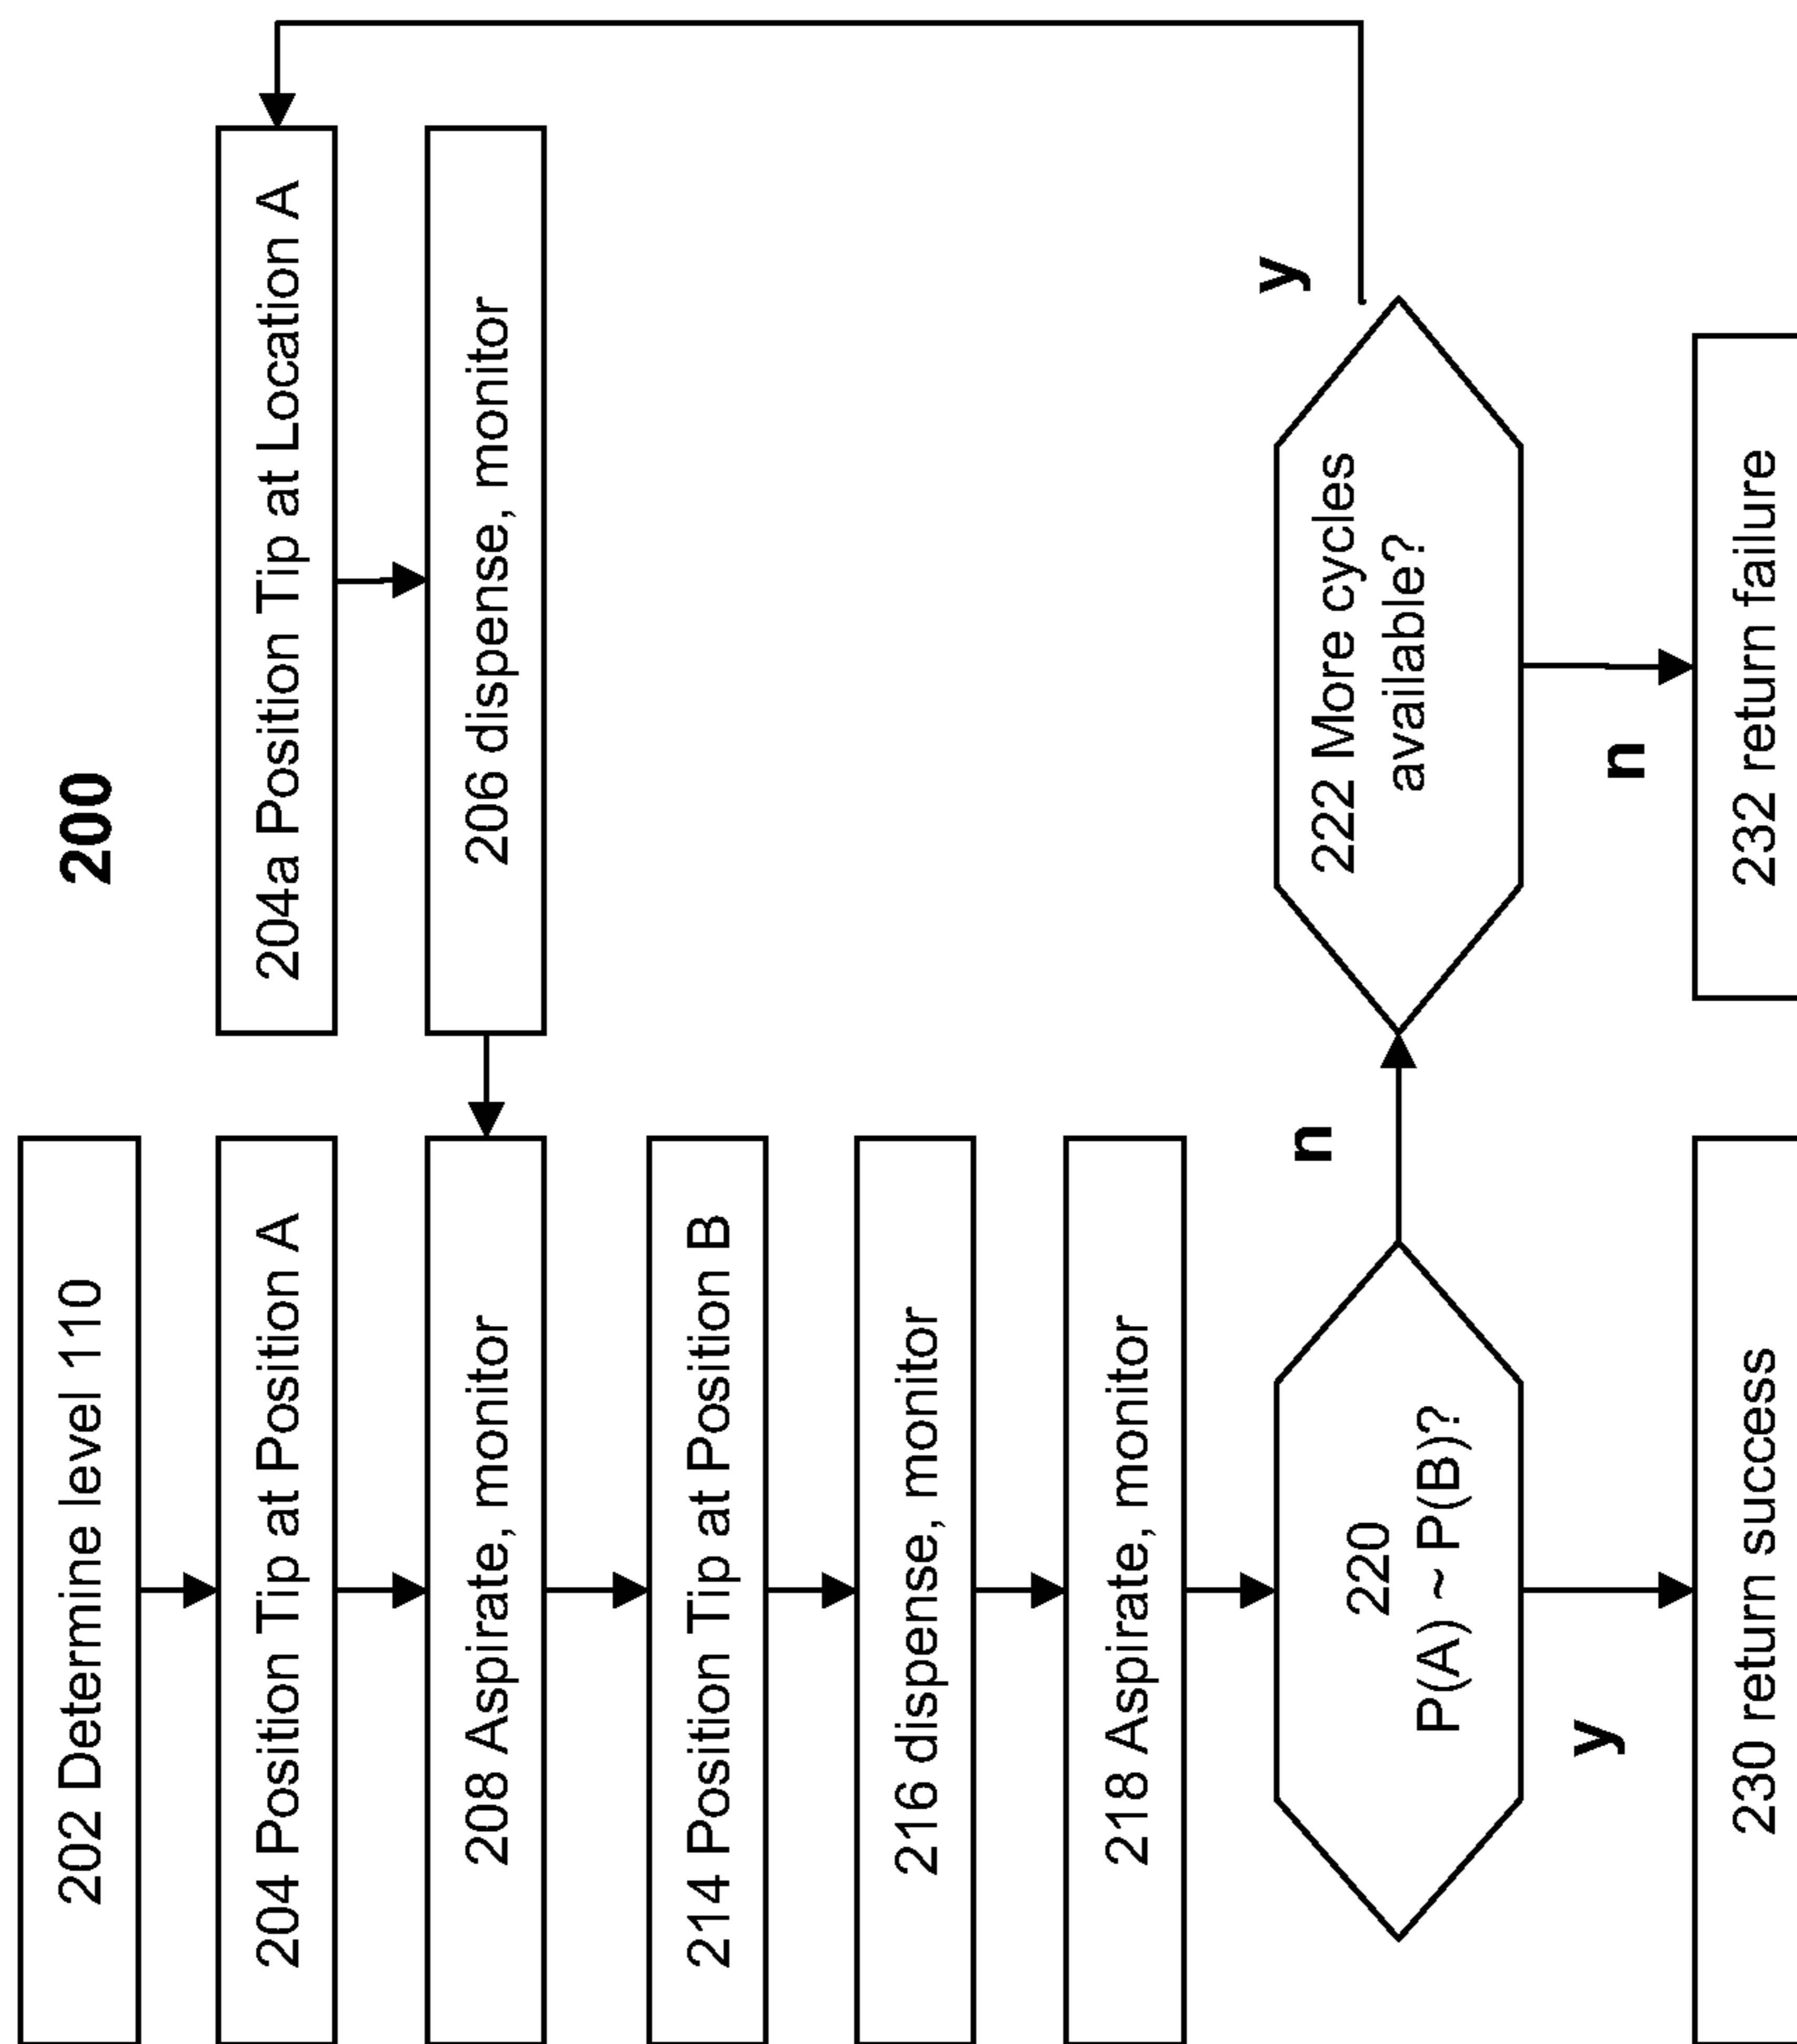 200
202 Determine level 110
204 Position Tip at Position A
204a Position Tip at Location A
208 Aspirate, monitor
206 dispense, monitor
214 Position Tip at Position B
216 dispense, monitor
218 Aspirate, monitor
220
P(A) ~ P(B)?
n
222 More cycles
available?
y
y
n
230 return success
232 return failure